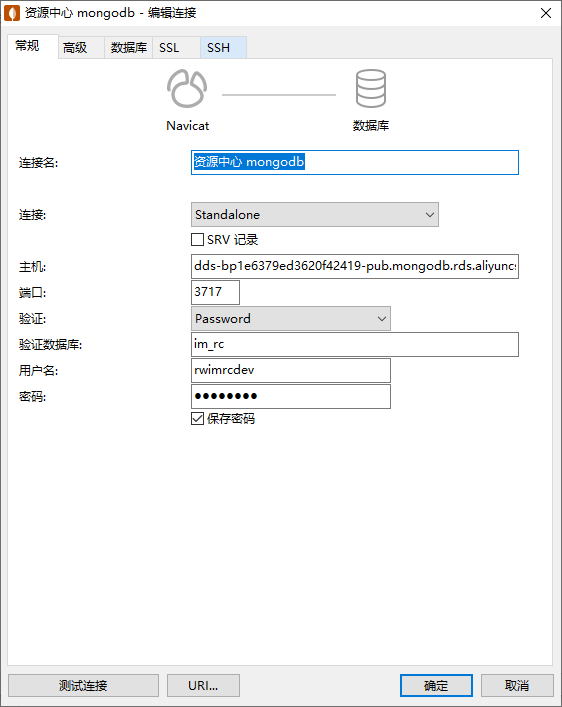 资源中心 mongodb - 编辑连接
常规 高级 数据库 SSL SSH
Navicat 数据库
连接名: 资源中心 mongodb
连接: Standalone
SRV 记录
主机: dds-bp1e6379ed3620f42419-pub.mongodb.rds.aliyuncs
端口: 3717
验证: Password
验证数据库: im_rc
用户名: rwimrcdev
密码: ●●●●●●●●
保存密码
测试连接 URI... 确定 取消